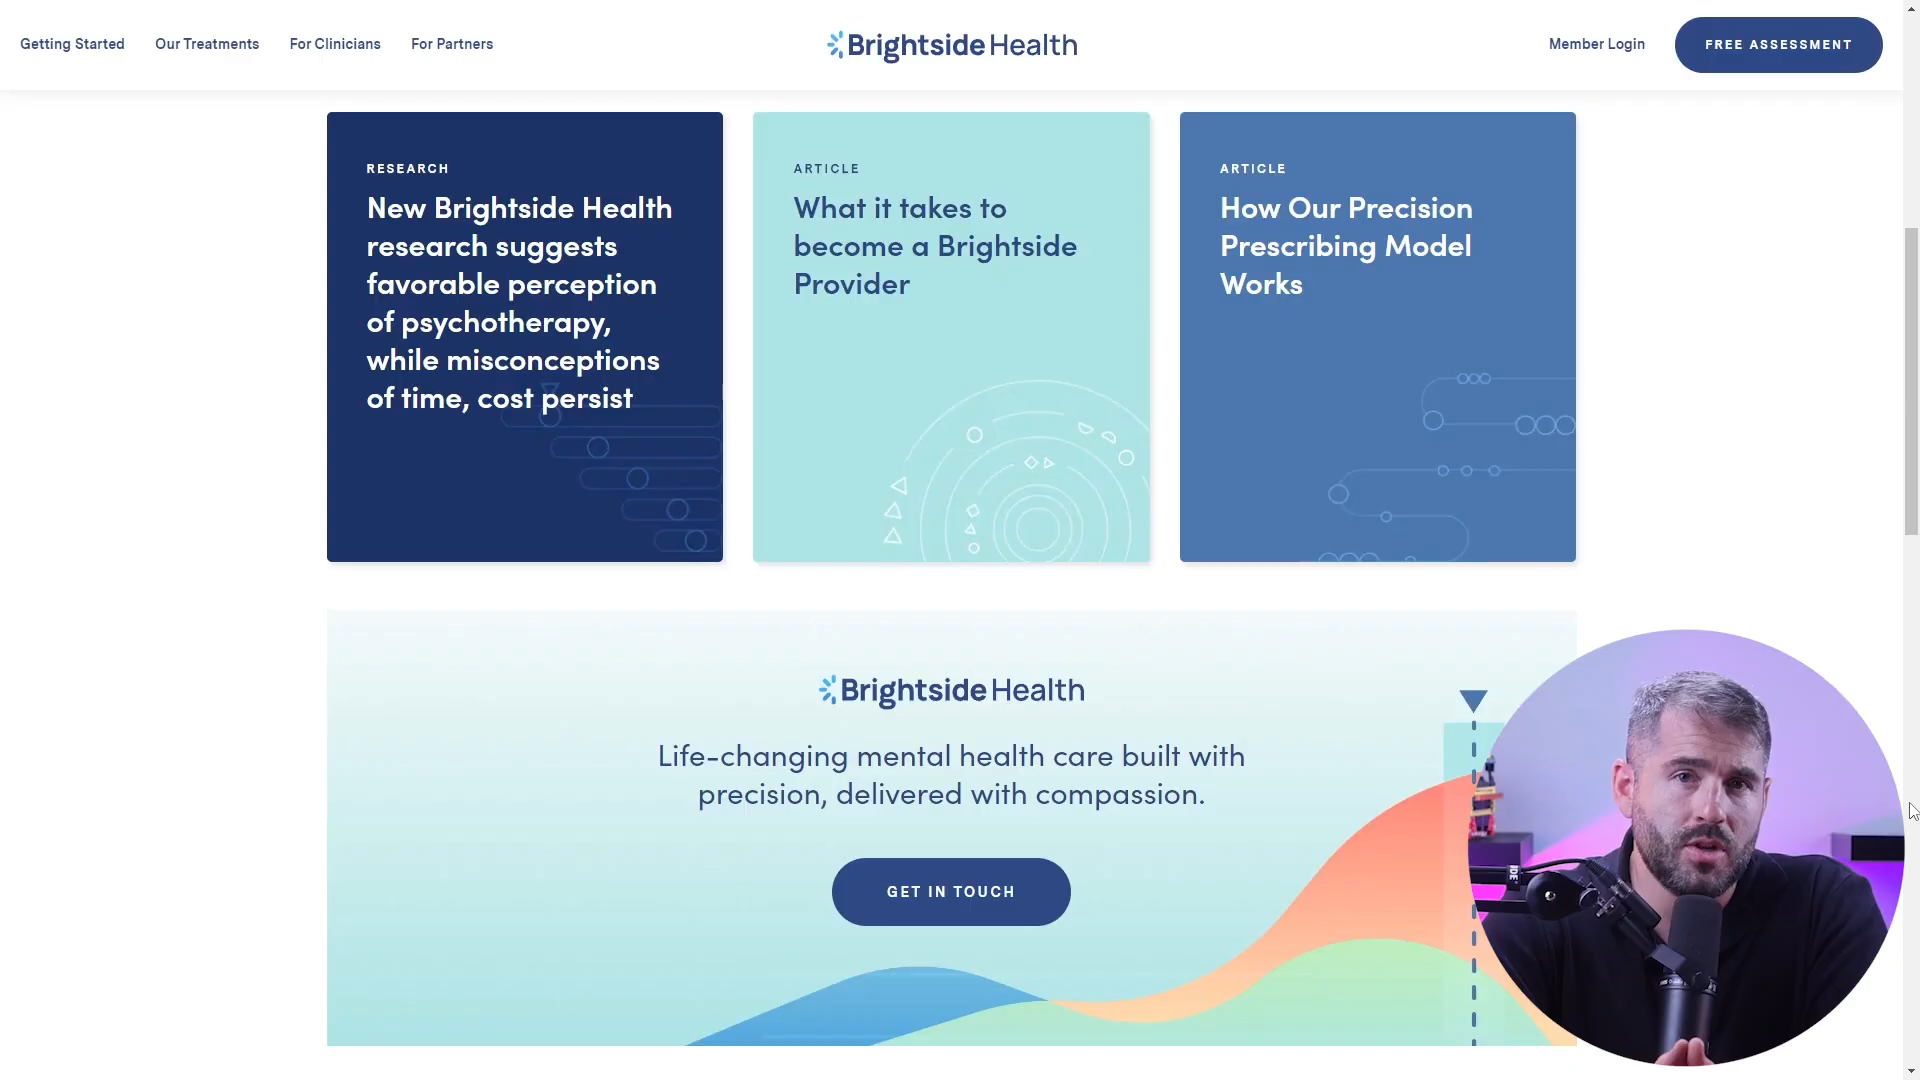 Getting Started
Our Treatments
For Clinicians
For Partners
Brightside Health
Member Login
FREE ASSESSMENT
RESEARCH
New Brightside Health
research suggests
favorable perception
of psychotherapy,
while misconceptions
of time, cost persist
ARTICLE
What it takes to
become a Brightside
Provider
ARTICLE
How Our Precision
Prescribing Model
Works
Brightside Health
Life-changing mental health care built with
precision, delivered with compassion.
GET IN TOUCH